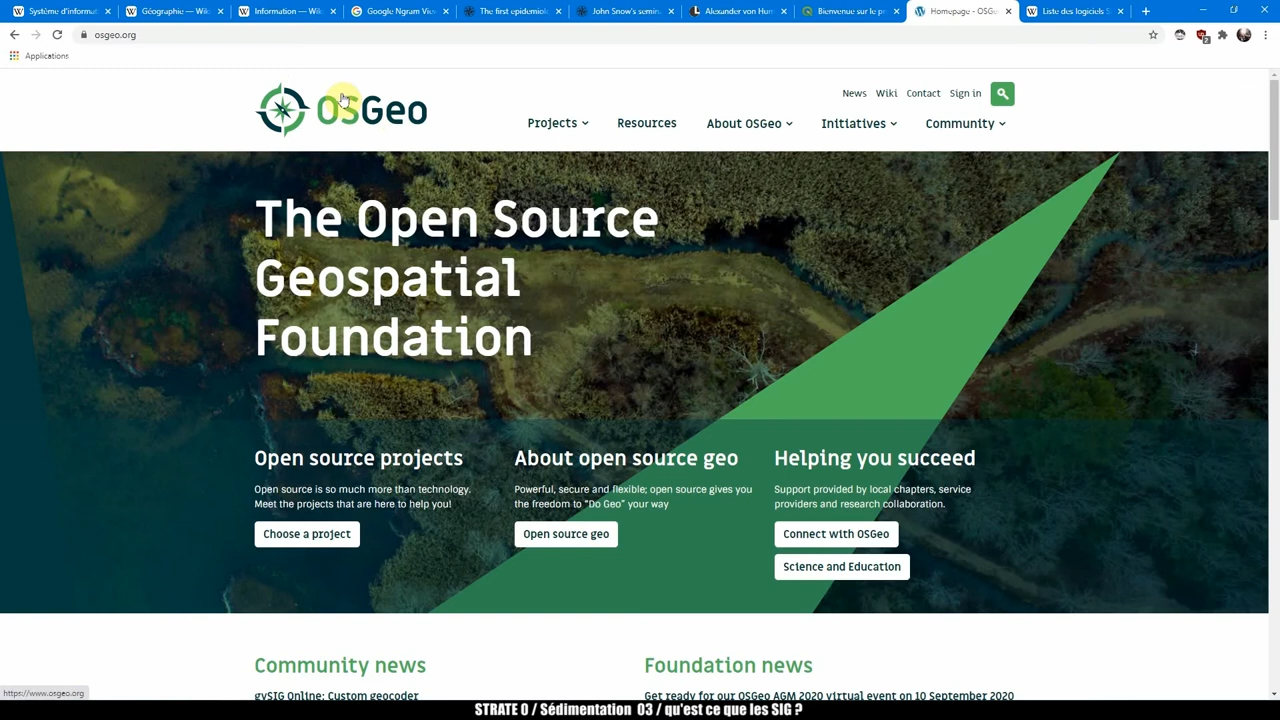 Système d'informat
Géographie — Wik
Information — Wiki
Google Ngram Vie
The first epidemiolo
John Snow's semin
Alexander von Hum
Bienvenue sur le pr
Homepage - OSGe
Liste des logiciels S
osgeo.org
Applications
OSGeo
News Wiki Contact Sign in
Projects Resources About OSGeo Initiatives Community
The Open Source
Geospatial
Foundation
Open source projects
Open source is so much more than technology.
Meet the projects that are here to help you!
Choose a project
About open source geo
Powerful, secure and flexible; open source gives you
the freedom to "Do Geo" your way
Open source geo
Helping you succeed
Support provided by local chapters, service
providers and research collaboration.
Connect with OSGeo
Science and Education
Community news
gvSIG Online: Custom geocoder
Foundation news
Get ready for our OSGeo AGM 2020 virtual event on 10 September 2020
https://www.osgeo.org
STRATE 0 / Sédimentation 03 / qu'est ce que les SIG ?